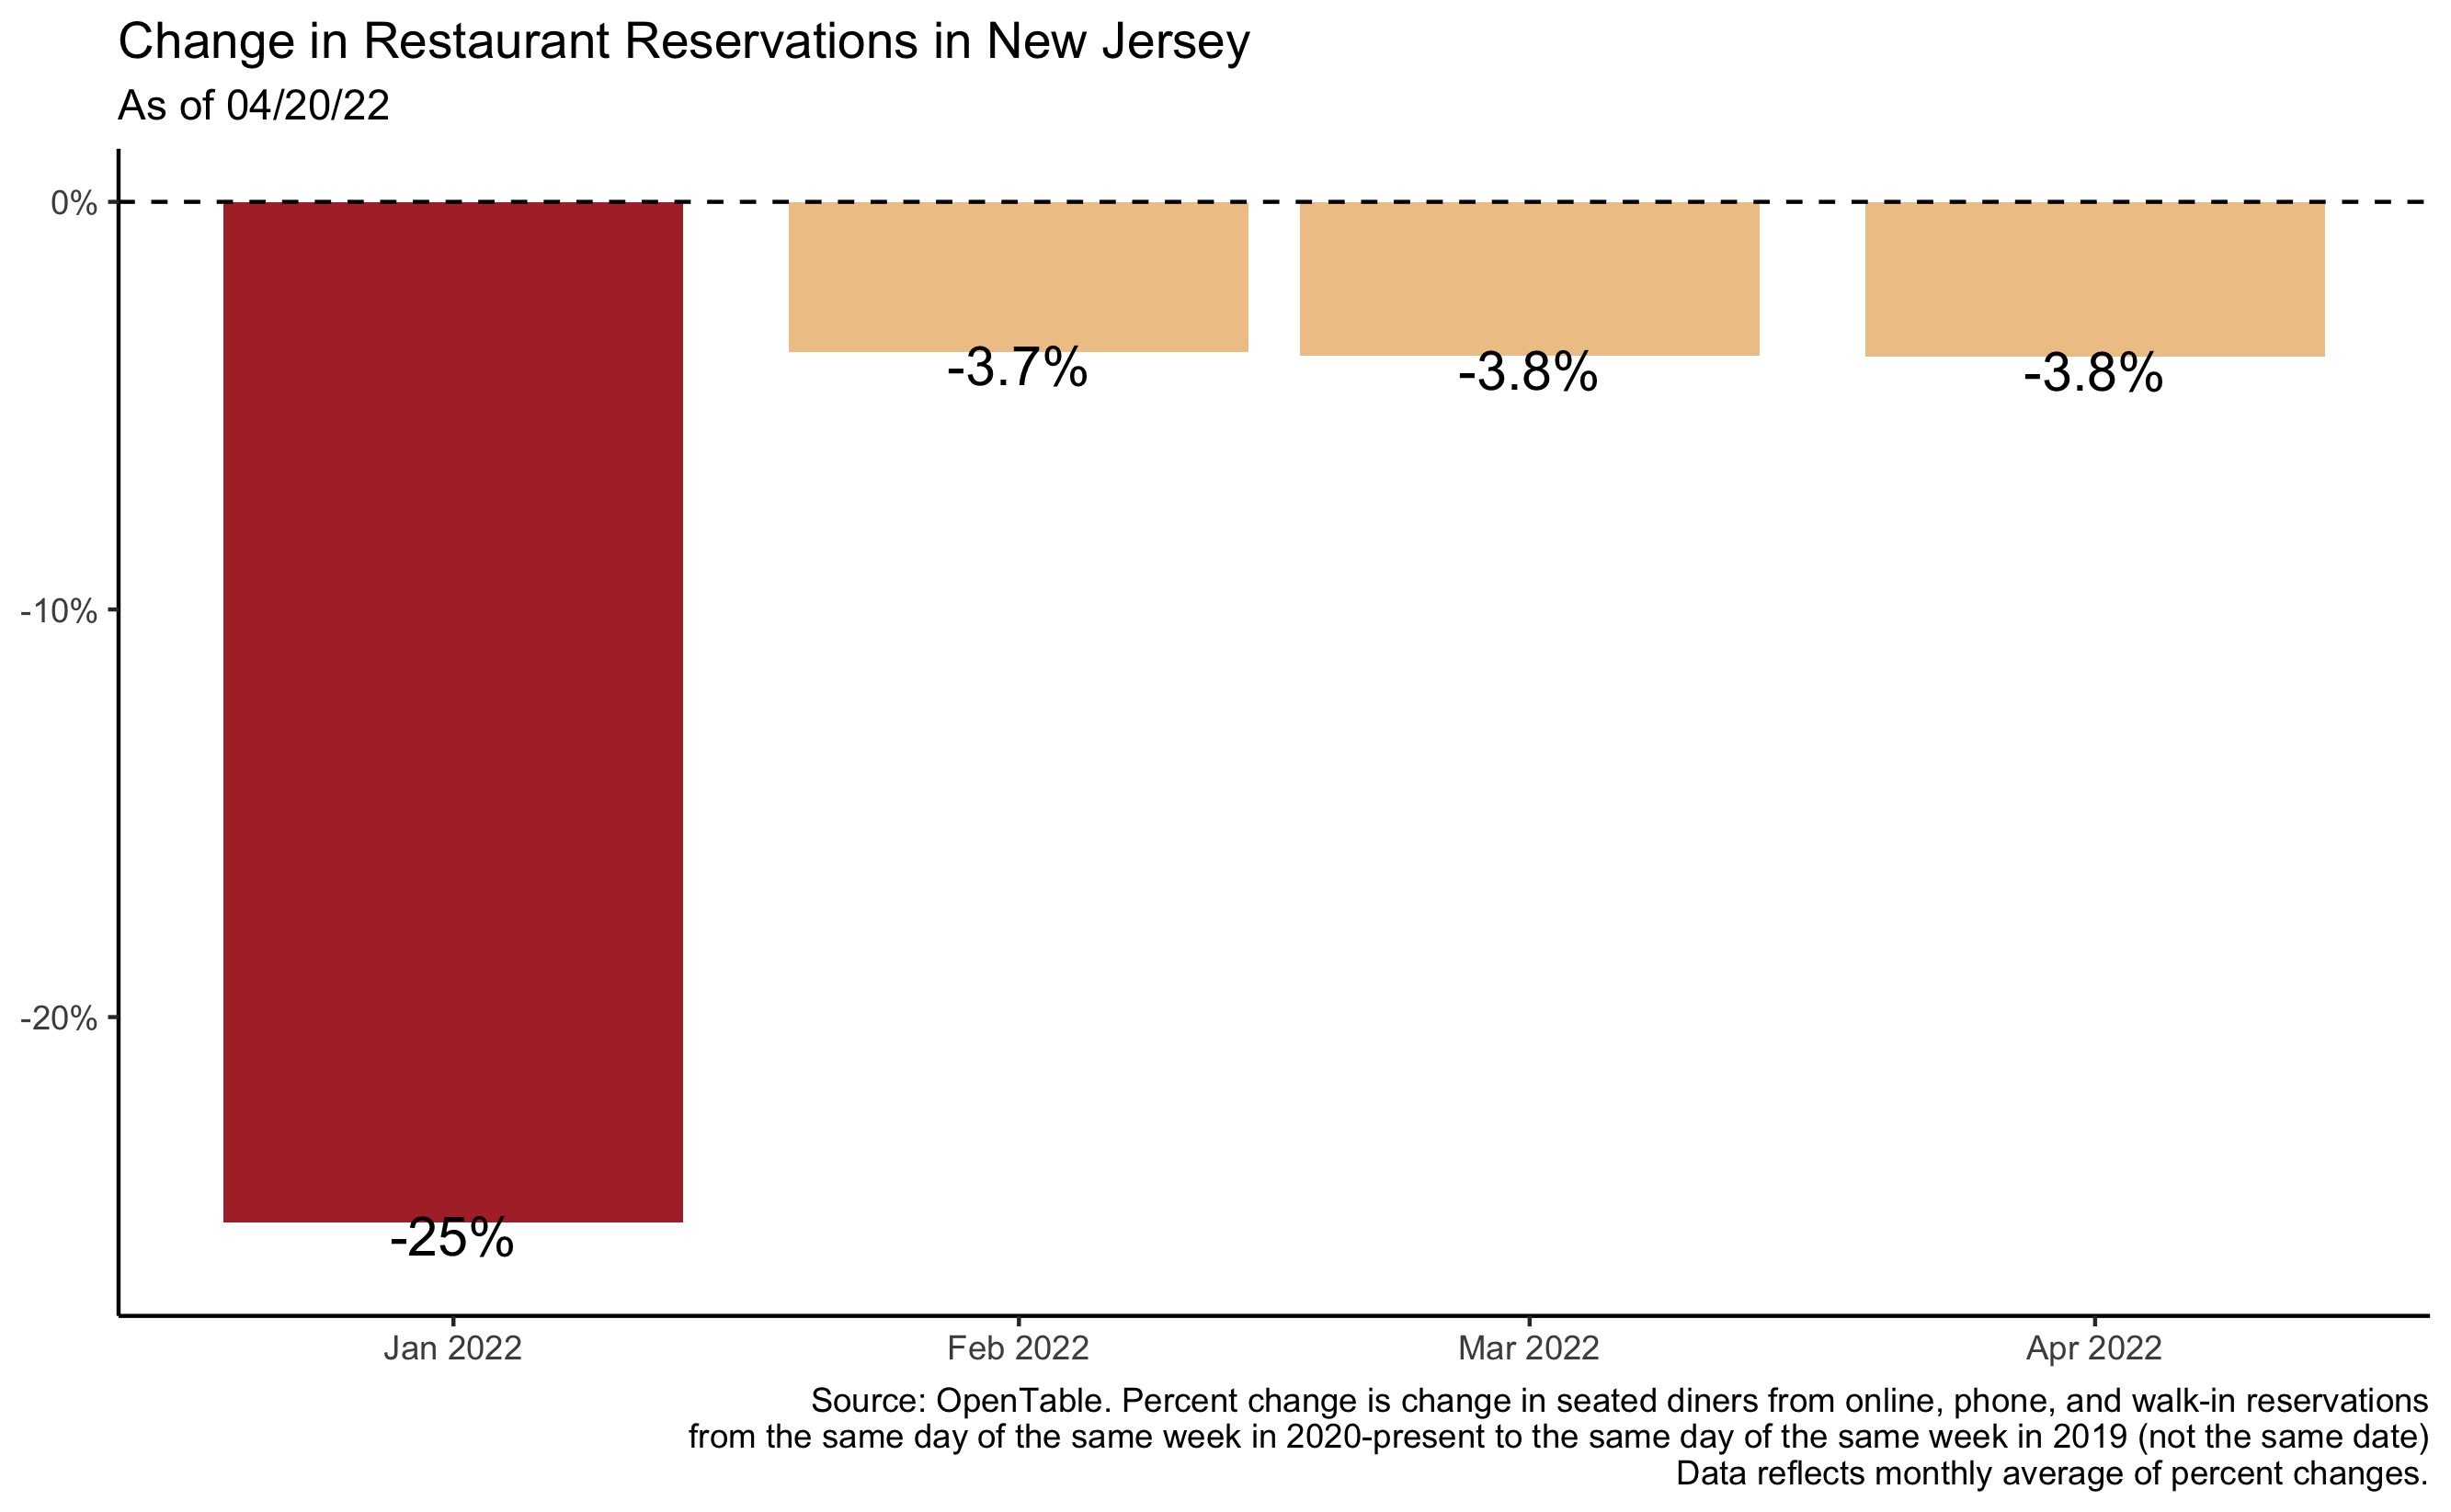 Change in Restaurant Reservations in New Jersey
As of 04/20/22
0%
-3.7%
-3.8%
-3.8%
-10%
-20%
-25%
Jan 2022
Feb 2022
Mar 2022
Apr 2022
Source: OpenTable. Percent change is change in seated diners from online, phone, and walk-in reservations
from the same day of the same week in 2020-present to the same day of the same week in 2019 (not the same date)
Data reflects monthly average of percent changes.